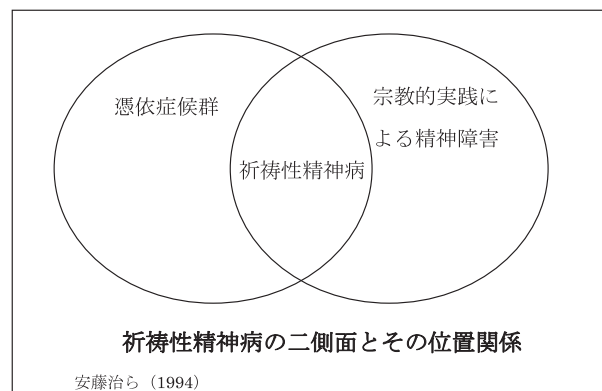 憑依症候群
宗教的実践に
よる精神障害
祈祷性精神病
祈祷性精神病の二側面とその位置関係
安藤治ら（1994）